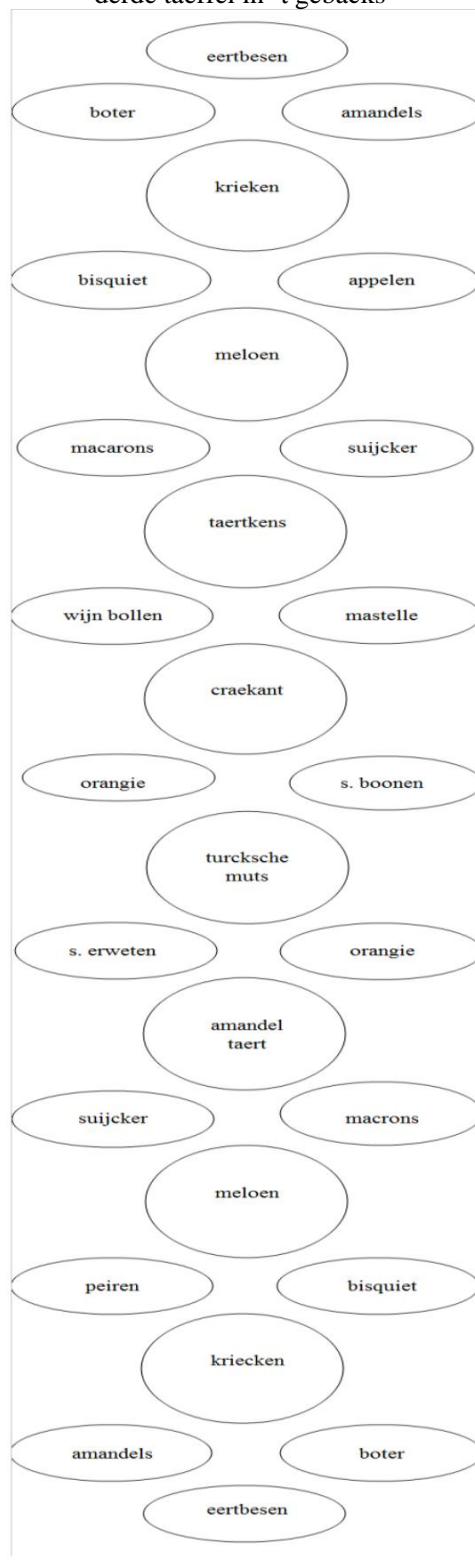 derde taeffel in 't gebacks
eertbesen
boter amandels
krieken
bisquiet appelen
meloen
macarons suijcker
taertkens
wijn bollen mastelle
craekant
orangie s. boonen
turcksche
muts
s. erweten orangie
amandel
taert
suijcker macrons
meloen
peiren bisquiet
kriecken
amandels boter
eertbesen